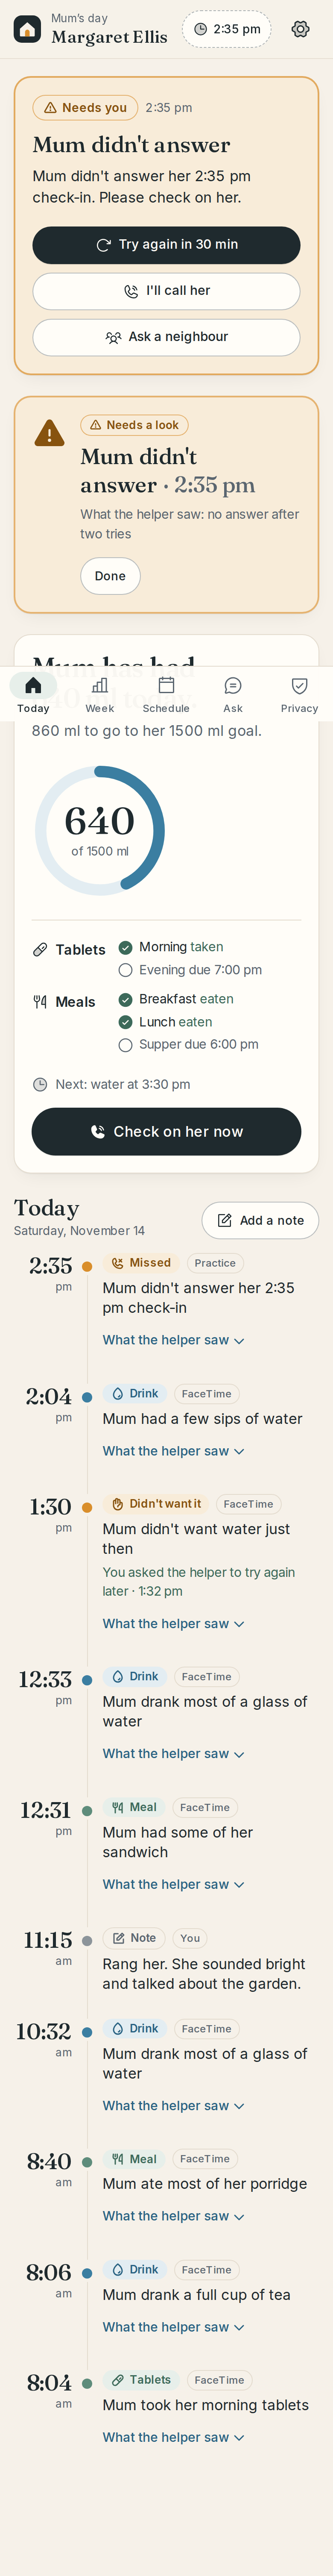 Mum's day
Margaret Ellis
2:35 pm
Needs you
2:35 pm
Mum didn't answer
Mum didn't answer her 2:35 pm
check-in. Please check on her.
Try again in 30 min
I'll call her
Ask a neighbour
Needs a look
Mum didn't
answer · 2:35 pm
What the helper saw: no answer after
two tries
Done
Mum has had
640 ml today.
Today
Week
Schedule
Ask
Privacy
860 ml to go to her 1500 ml goal.
640
of 1500 ml
Tablets
Morning taken
Evening due 7:00 pm
Meals
Breakfast eaten
Lunch eaten
Supper due 6:00 pm
Next: water at 3:30 pm
Check on her now
Today
Saturday, November 14
Add a note
2:35
pm
Missed
Practice
Mum didn't answer her 2:35
pm check-in
What the helper saw
2:04
pm
Drink
FaceTime
Mum had a few sips of water
What the helper saw
1:30
pm
Didn't want it
FaceTime
Mum didn't want water just
then
You asked the helper to try again
later · 1:32 pm
What the helper saw
12:33
pm
Drink
FaceTime
Mum drank most of a glass of
water
What the helper saw
12:31
pm
Meal
FaceTime
Mum had some of her
sandwich
What the helper saw
11:15
am
Note
You
Rang her. She sounded bright
and talked about the garden.
10:32
am
Drink
FaceTime
Mum drank most of a glass of
water
What the helper saw
8:40
am
Meal
FaceTime
Mum ate most of her porridge
What the helper saw
8:06
am
Drink
FaceTime
Mum drank a full cup of tea
What the helper saw
8:04
am
Tablets
FaceTime
Mum took her morning tablets
What the helper saw